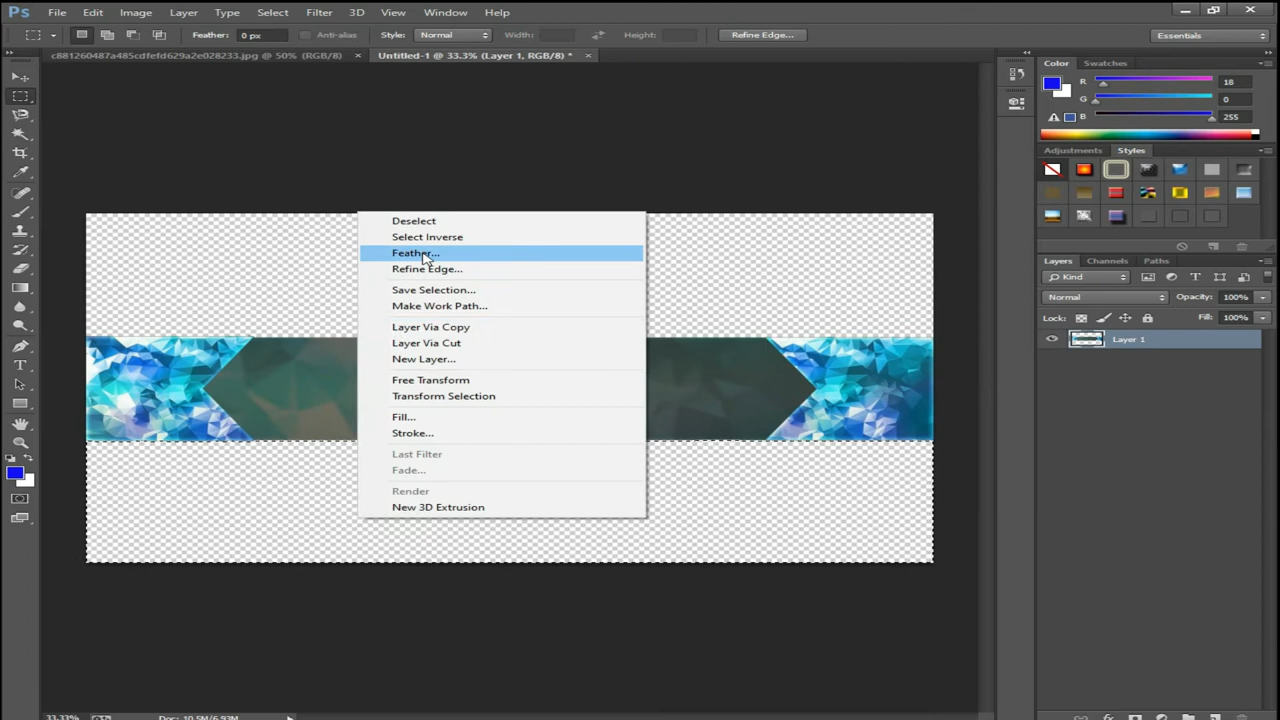 Ps File Edit Image Layer Type Select Filter 3D View Window Help
Feather: 0 px Anti-alias Style: Normal Width: Height: Refine Edge... Essentials
c881260487a485cdfefd629a2e028233.jpg @ 50% (RGB/8) × Untitled-1 @ 33.3% (Layer 1, RGB/8) * ×
Color Swatches
R 18
G 0
B 255
Adjustments Styles
Deselect
Select Inverse
Feather...
Refine Edge...
Save Selection...
Make Work Path...
Layer Via Copy
Layer Via Cut
New Layer...
Free Transform
Transform Selection
Fill...
Stroke...
Last Filter
Fade...
Render
New 3D Extrusion
Layers Channels Paths
Kind
Normal Opacity: 100%
Lock: Fill: 100%
Layer 1
33.33% Doc: 10.5M/6.93M